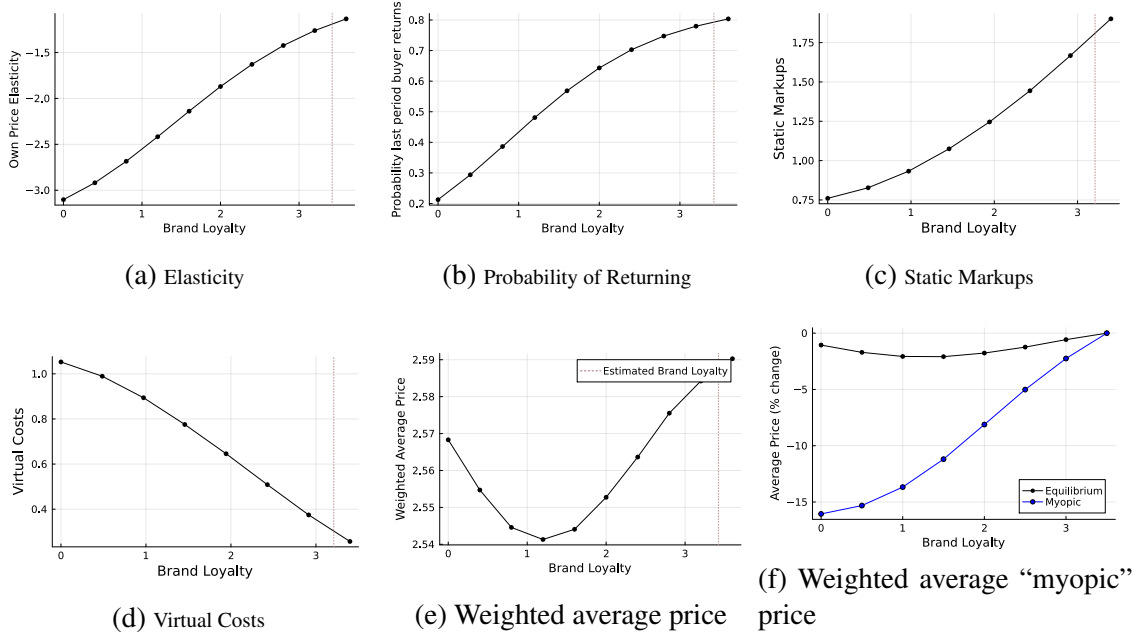 Own Price Elasticity
−1.5
−2.0
−2.5
−3.0
0 1 2 3
Brand Loyalty
(a) Elasticity
Probability last period buyer returns
0.8
0.7
0.6
0.5
0.4
0.3
0.2
0 1 2 3
Brand Loyalty
(b) Probability of Returning
Static Markups
1.75
1.50
1.25
1.00
0.75
0 1 2 3
Brand Loyalty
(c) Static Markups
Virtual Costs
1.0
0.8
0.6
0.4
0 1 2 3
Brand Loyalty
(d) Virtual Costs
Weighted Average Price
2.59
2.58
2.57
2.56
2.55
2.54
Estimated Brand Loyalty
0 1 2 3
Brand Loyalty
(e) Weighted average price
Average Price (% change)
0
−5
−10
−15
Equilibrium
Myopic
0 1 2 3
Brand Loyalty
(f) Weighted average “myopic”
price